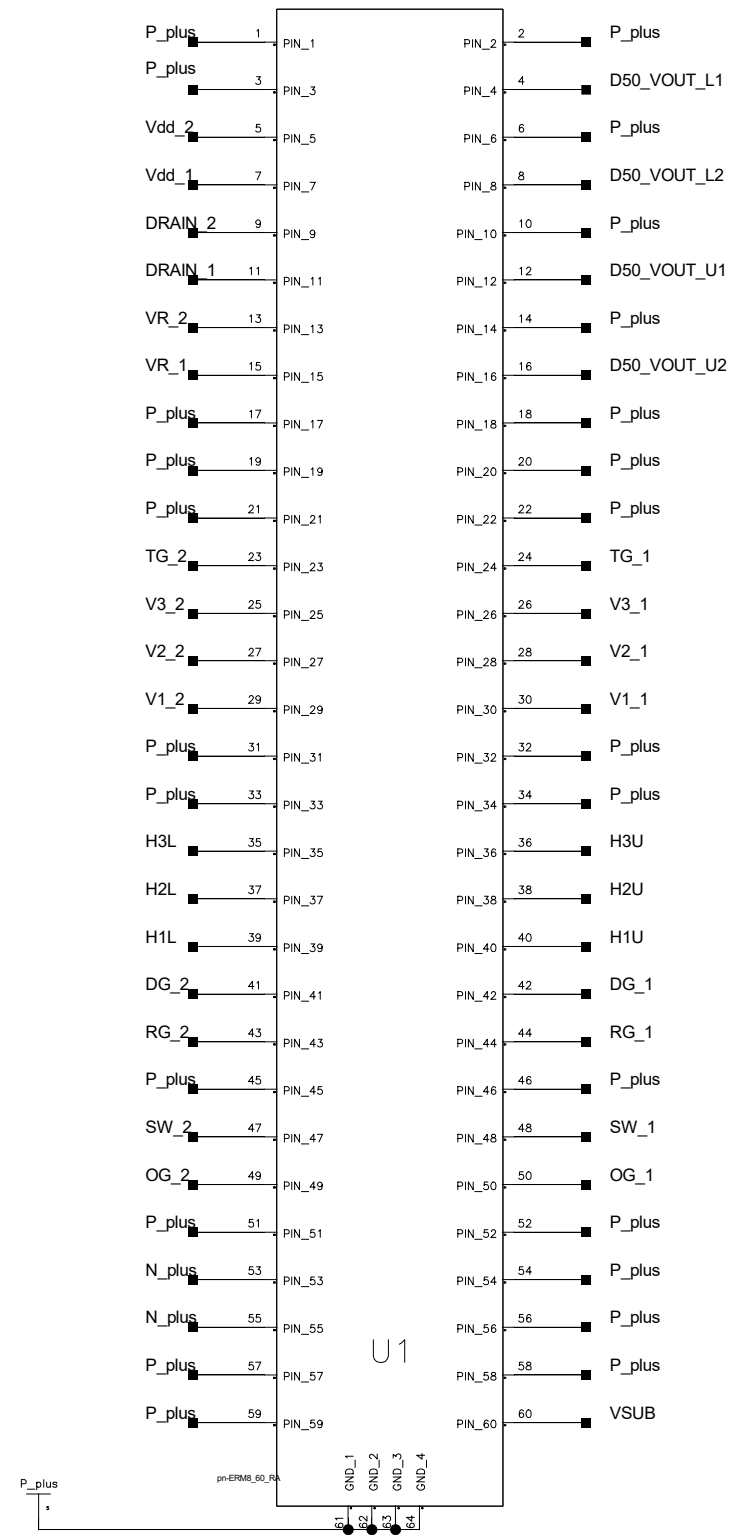 P_plus 1 PIN_1 PIN_2 2 P_plus
P_plus 3 PIN_3 PIN_4 4 D50_VOUT_L1
Vdd_2 5 PIN_5 PIN_6 6 P_plus
Vdd_1 7 PIN_7 PIN_8 8 D50_VOUT_L2
DRAIN_2 9 PIN_9 PIN_10 10 P_plus
DRAIN_1 11 PIN_11 PIN_12 12 D50_VOUT_U1
VR_2 13 PIN_13 PIN_14 14 P_plus
VR_1 15 PIN_15 PIN_16 16 D50_VOUT_U2
P_plus 17 PIN_17 PIN_18 18 P_plus
P_plus 19 PIN_19 PIN_20 20 P_plus
P_plus 21 PIN_21 PIN_22 22 P_plus
TG_2 23 PIN_23 PIN_24 24 TG_1
V3_2 25 PIN_25 PIN_26 26 V3_1
V2_2 27 PIN_27 PIN_28 28 V2_1
V1_2 29 PIN_29 PIN_30 30 V1_1
P_plus 31 PIN_31 PIN_32 32 P_plus
P_plus 33 PIN_33 PIN_34 34 P_plus
H3L 35 PIN_35 PIN_36 36 H3U
H2L 37 PIN_37 PIN_38 38 H2U
H1L 39 PIN_39 PIN_40 40 H1U
DG_2 41 PIN_41 PIN_42 42 DG_1
RG_2 43 PIN_43 PIN_44 44 RG_1
P_plus 45 PIN_45 PIN_46 46 P_plus
SW_2 47 PIN_47 PIN_48 48 SW_1
OG_2 49 PIN_49 PIN_50 50 OG_1
P_plus 51 PIN_51 PIN_52 52 P_plus
N_plus 53 PIN_53 PIN_54 54 P_plus
N_plus 55 PIN_55 PIN_56 56 P_plus
U1
P_plus 57 PIN_57 PIN_58 58 P_plus
P_plus 59 PIN_59 PIN_60 60 VSUB
pn-ERM8_60_RA
GND_1 GND_2 GND_3 GND_4
P_plus
61 62 63 64